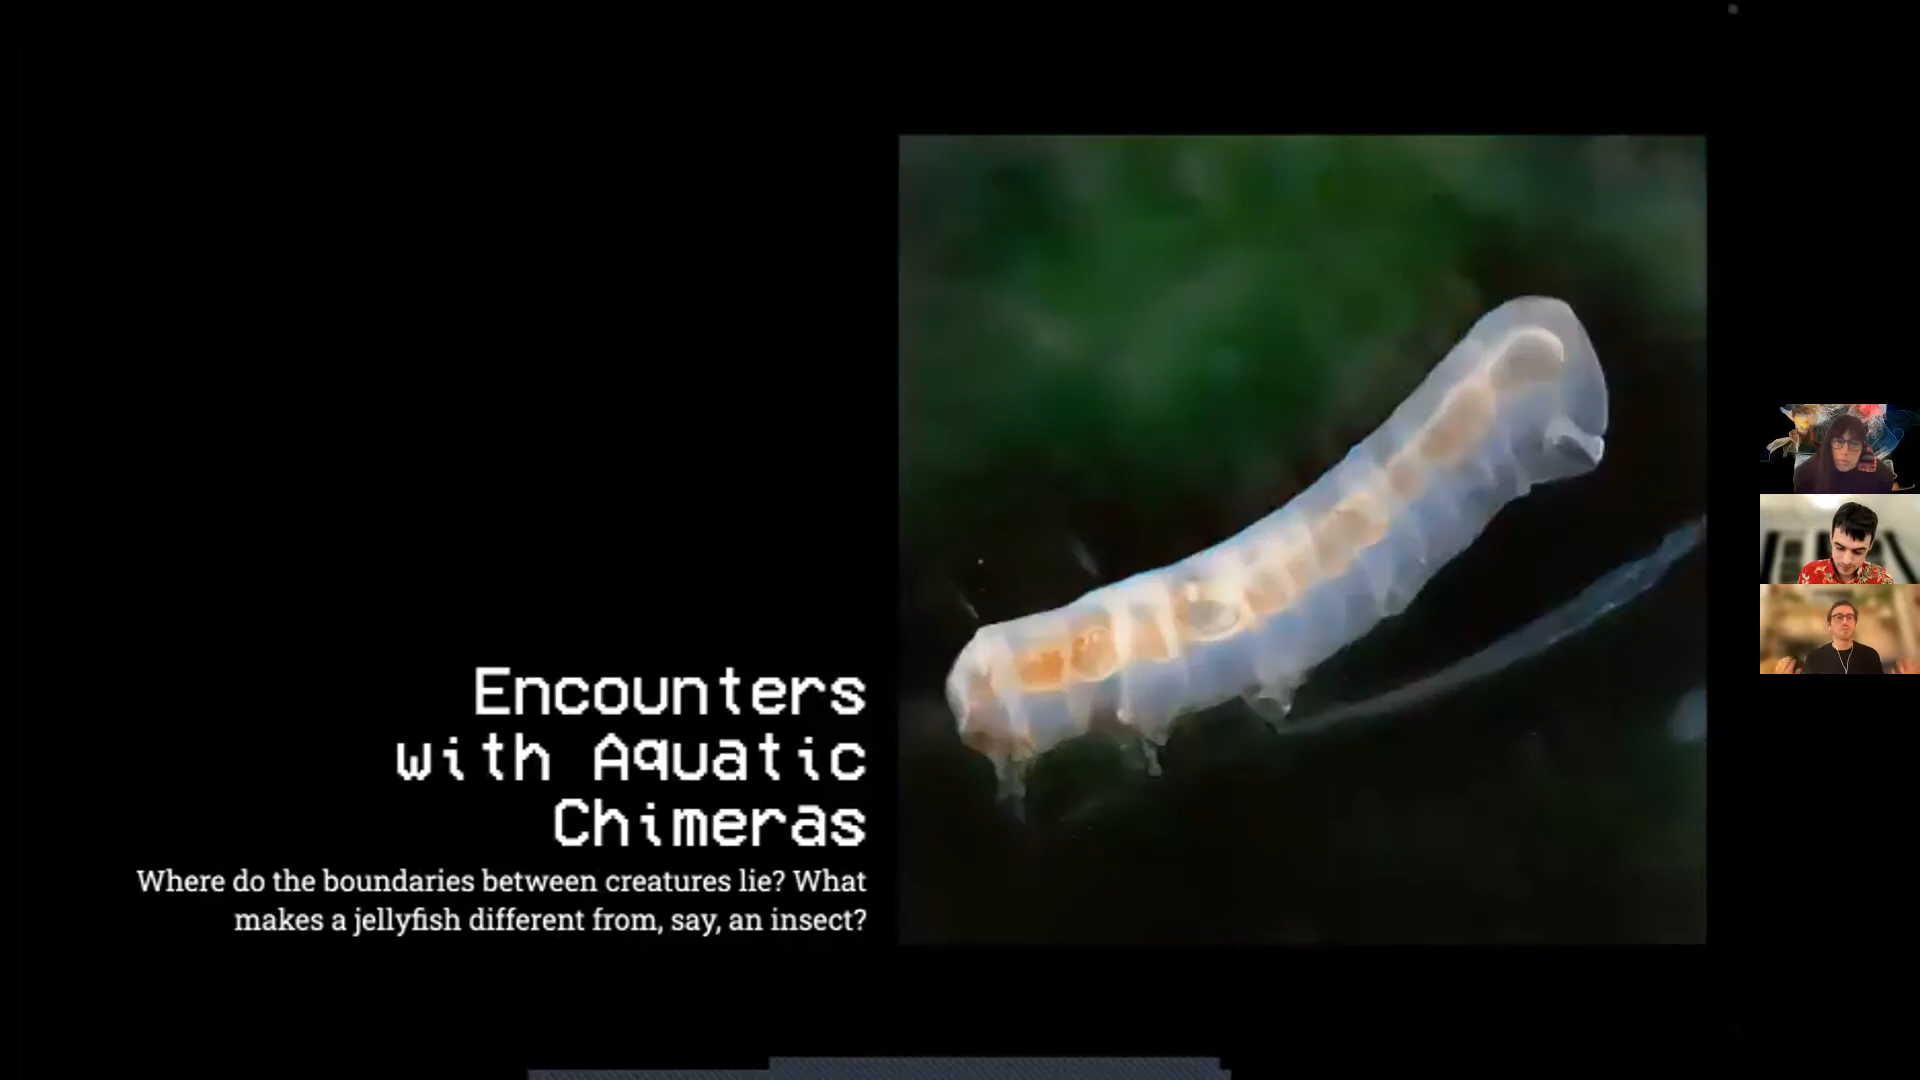 Encounters
with Aquatic
Chimeras
Where do the boundaries between creatures lie? What
makes a jellyfish different from, say, an insect?